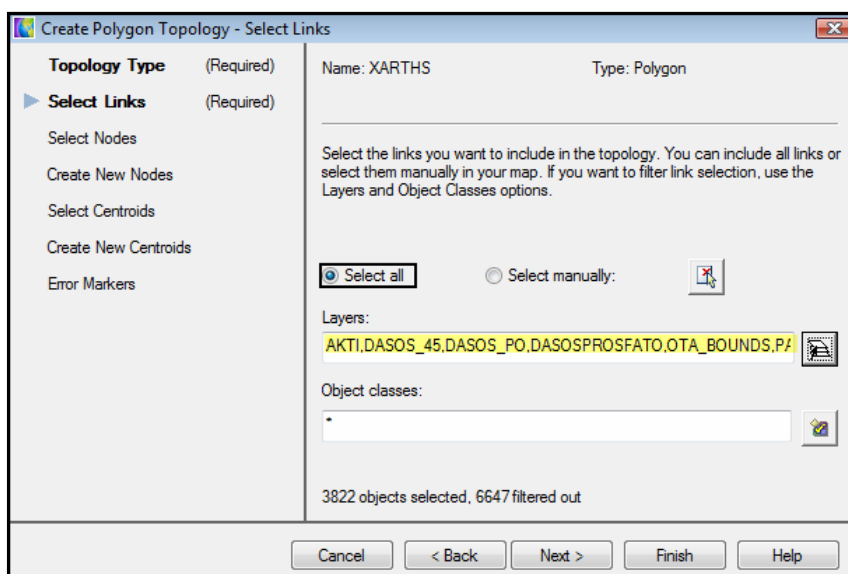 Create Polygon Topology - Select Links
Topology Type (Required)
Select Links (Required)
Select Nodes
Create New Nodes
Select Centroids
Create New Centroids
Error Markers
Name: XARTHS Type: Polygon
Select the links you want to include in the topology. You can include all links or
select them manually in your map. If you want to filter link selection, use the
Layers and Object Classes options.
Select all Select manually:
Layers:
AKTI,DASOS_45,DASOS_PO,DASOSPROSFATO,OTA_BOUNDS,PA
Object classes:
*
3822 objects selected, 6647 filtered out
Cancel < Back Next > Finish Help